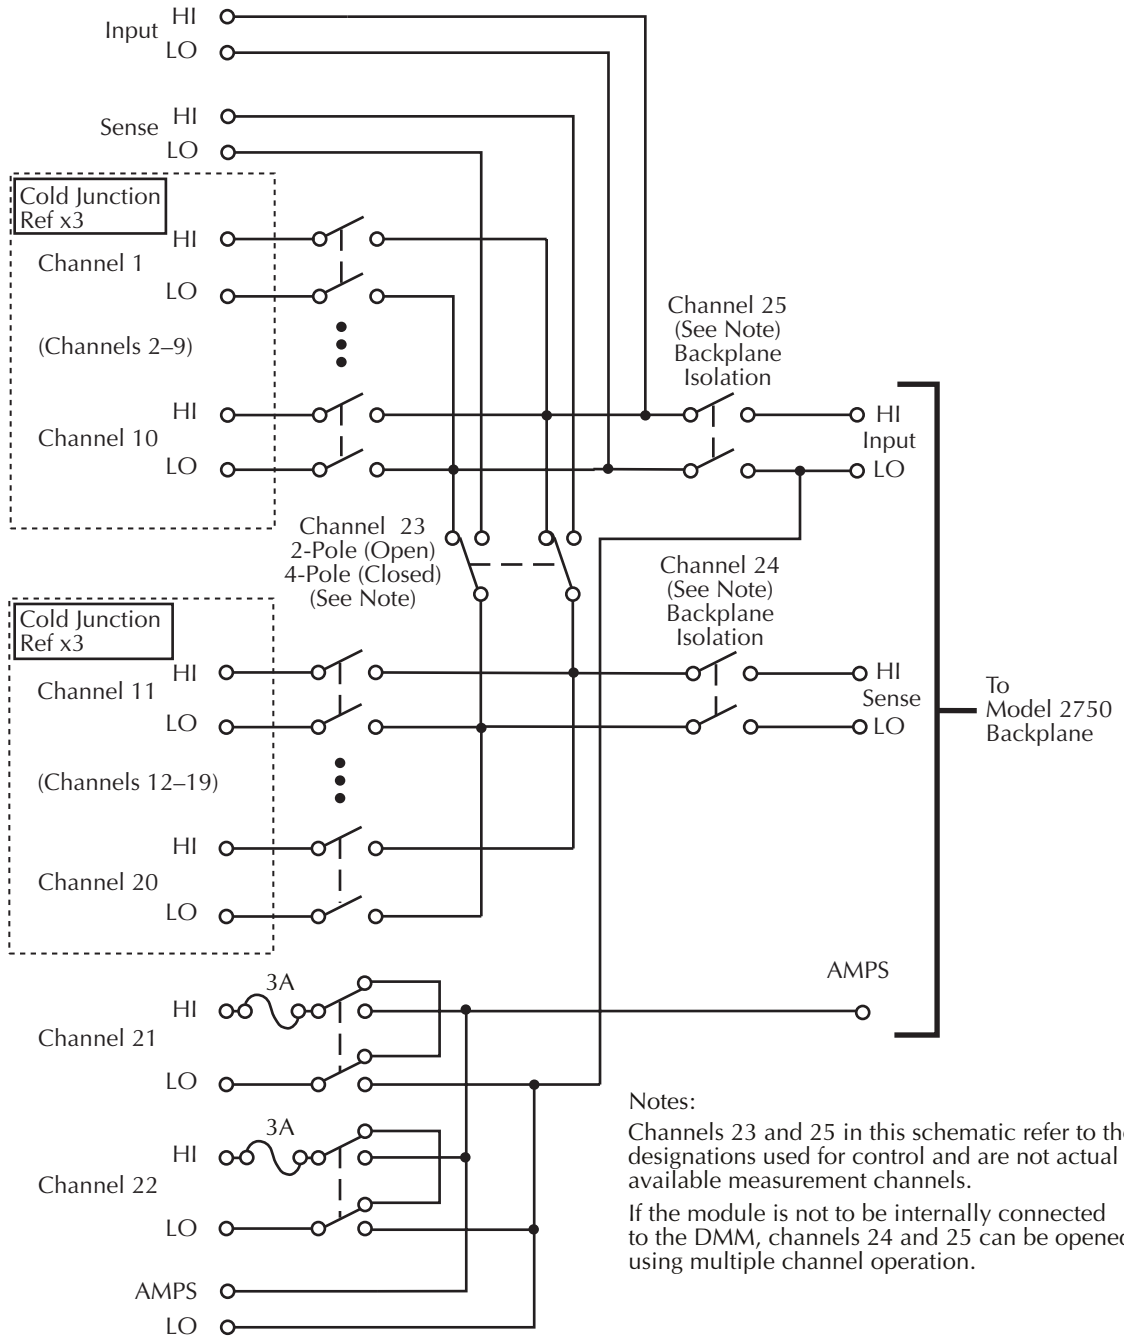 HI
Input
LO
HI
Sense
LO
Cold Junction
Ref x3
HI
Channel 1
LO
(Channels 2–9)
HI
Channel 10
LO
Channel 25
(See Note)
Backplane
Isolation
HI
Input
LO
Channel 23
2-Pole (Open)
4-Pole (Closed)
(See Note)
Channel 24
(See Note)
Backplane
Isolation
Cold Junction
Ref x3
HI
Channel 11
LO
(Channels 12–19)
HI
Channel 20
LO
HI
Sense
LO
To
Model 2750
Backplane
AMPS
3A
HI
Channel 21
LO
3A
HI
Channel 22
LO
AMPS
LO
Notes:
Channels 23 and 25 in this schematic refer to
designations used for control and are not actual
available measurement channels.
If the module is not to be internally connected
to the DMM, channels 24 and 25 can be
using multiple channel operation.